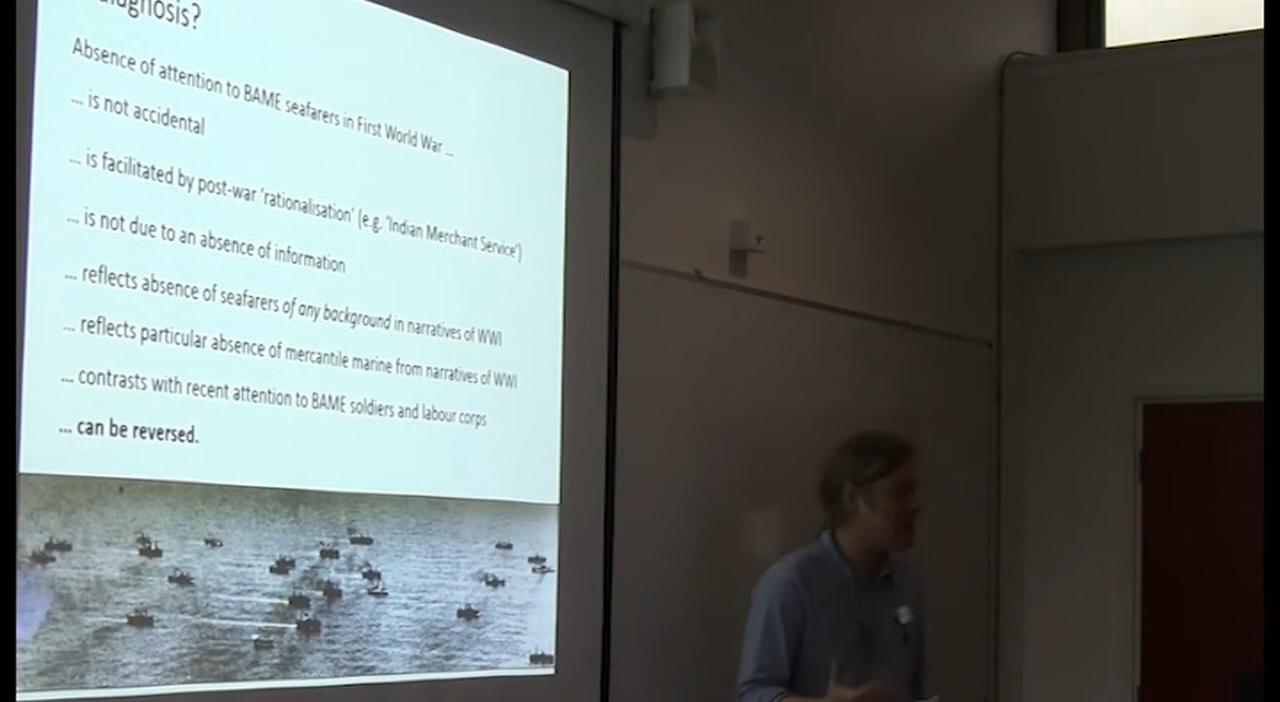 diagnosis?
Absence of attention to BAME seafarers in First World War ...
... is not accidental
... is facilitated by post-war ‘rationalisation’ (e.g. ‘Indian Merchant Service’)
... is not due to an absence of information
... reflects absence of seafarers of any background in narratives of WWI
... reflects particular absence of mercantile marine from narratives of WWI
... contrasts with recent attention to BAME soldiers and labour corps
... can be reversed.